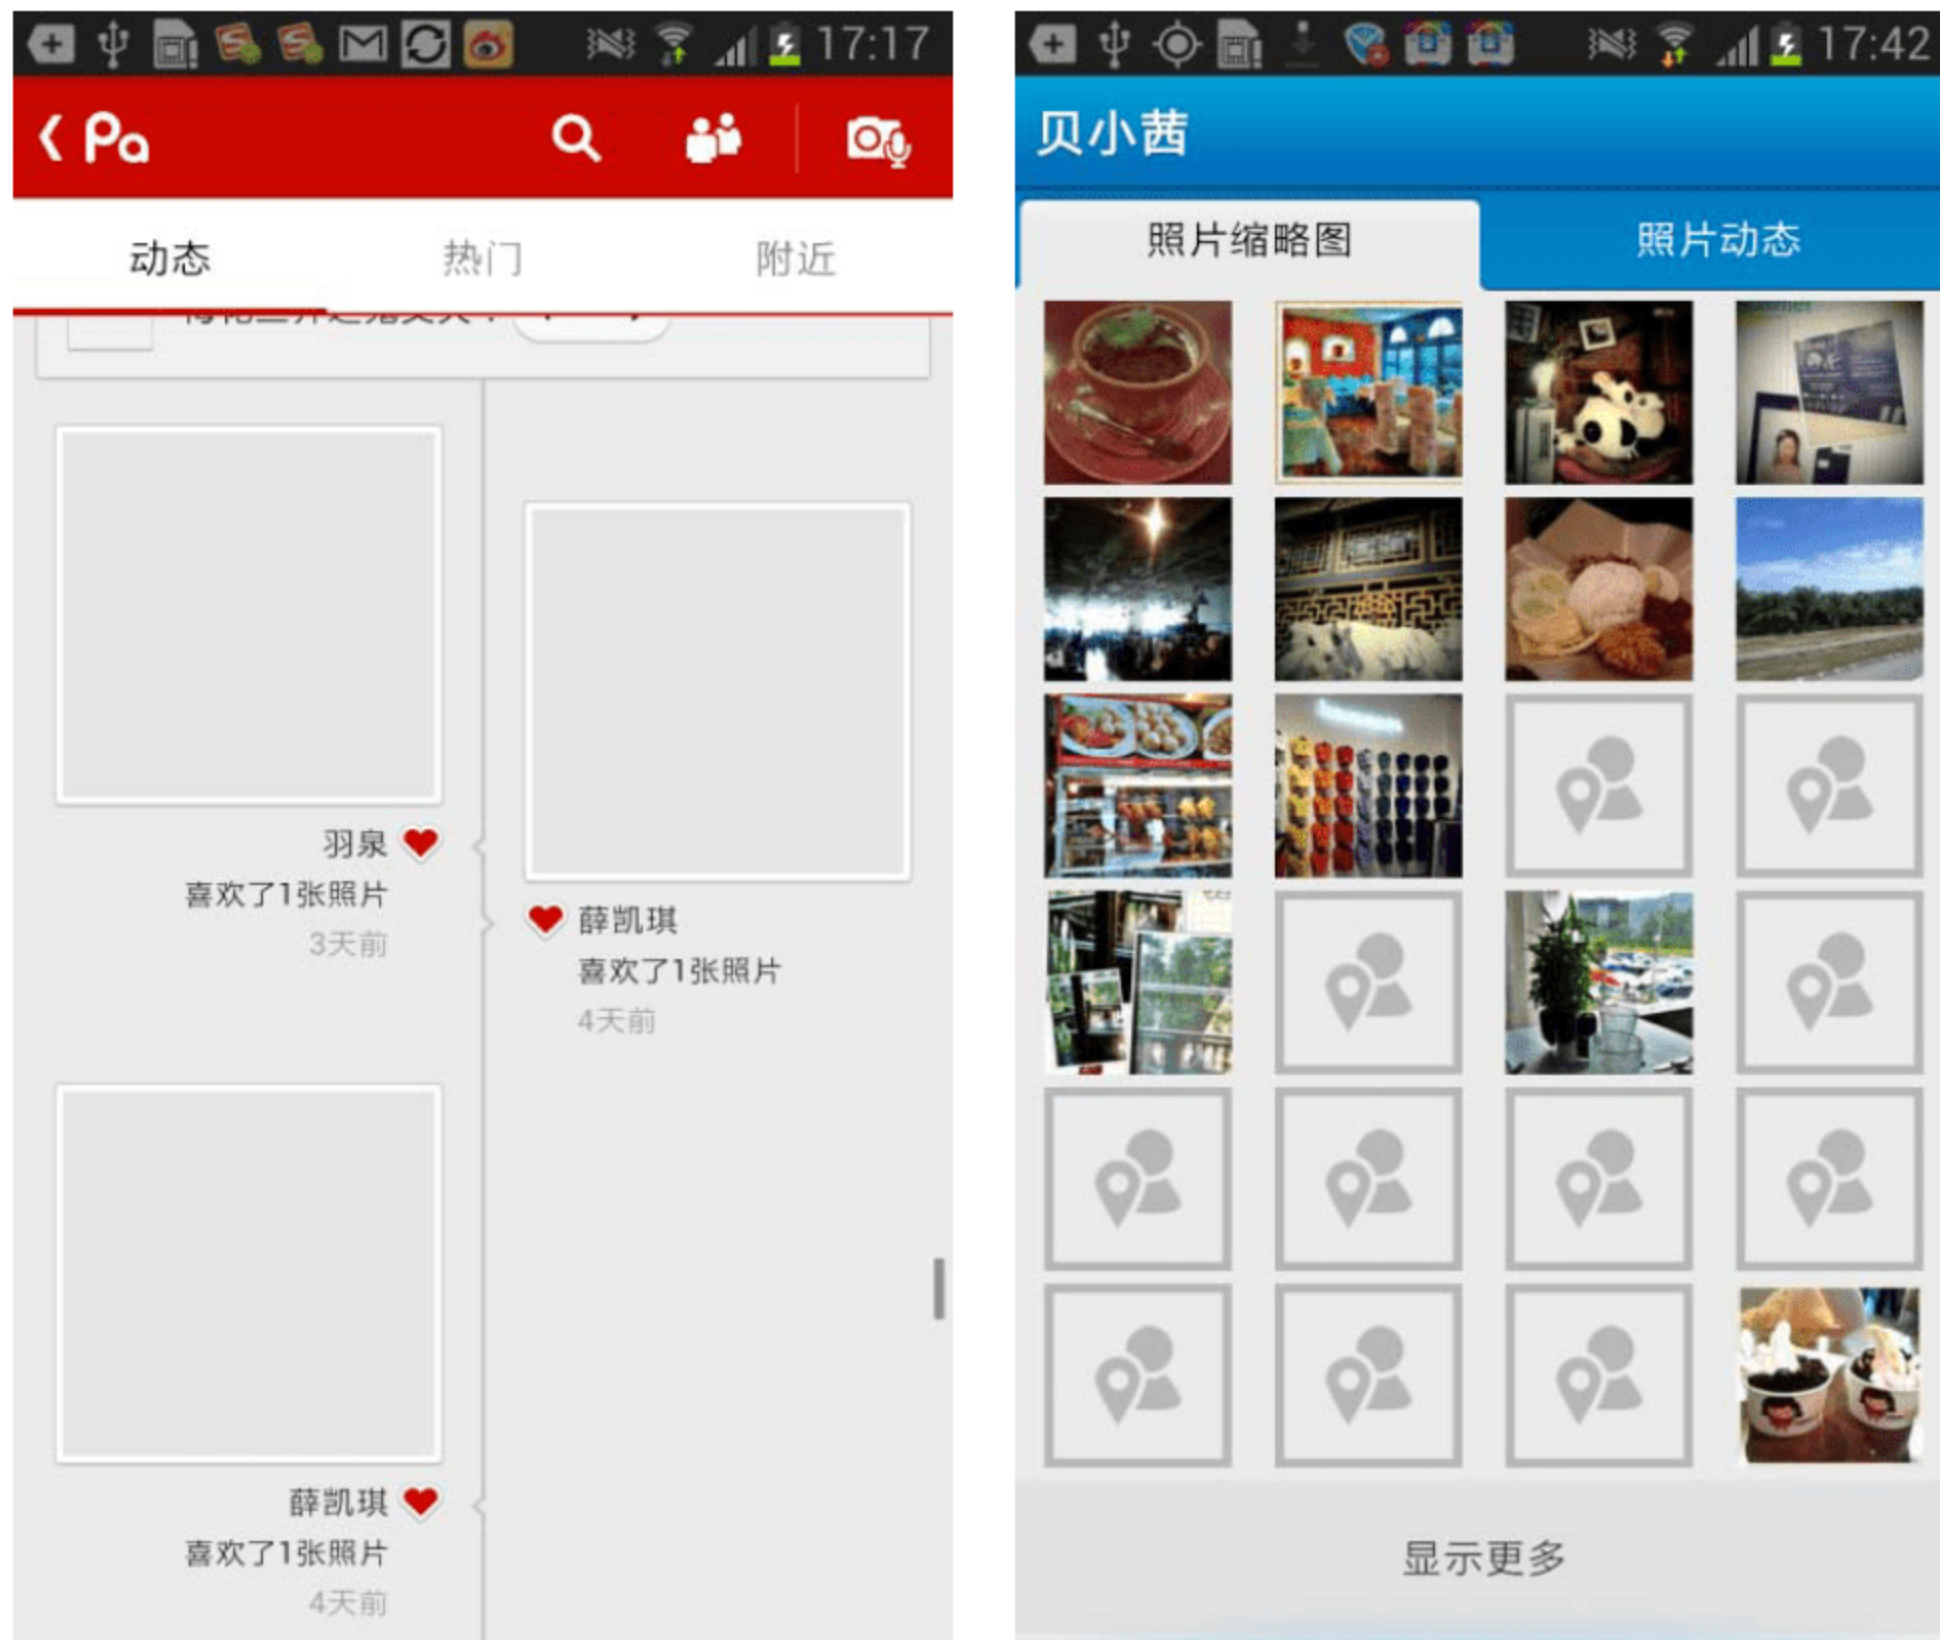 17:17
Pa
动态 热门 附近
羽泉
喜欢了1张照片
3天前
薛凯琪
喜欢了1张照片
4天前
薛凯琪
喜欢了1张照片
4天前
17:42
贝小茜
照片缩略图 照片动态
显示更多